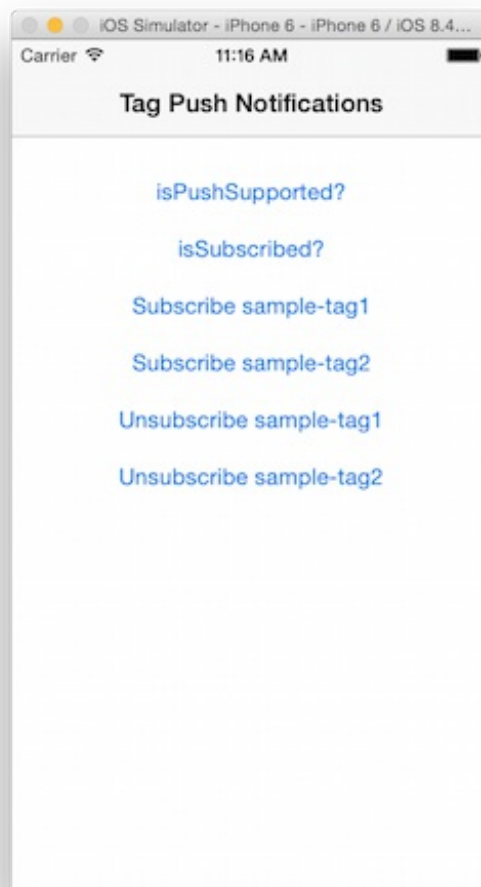 iOS Simulator - iPhone 6 - iPhone 6 / iOS 8.4...
Carrier 11:16 AM
Tag Push Notifications
isPushSupported?
isSubscribed?
Subscribe sample-tag1
Subscribe sample-tag2
Unsubscribe sample-tag1
Unsubscribe sample-tag2